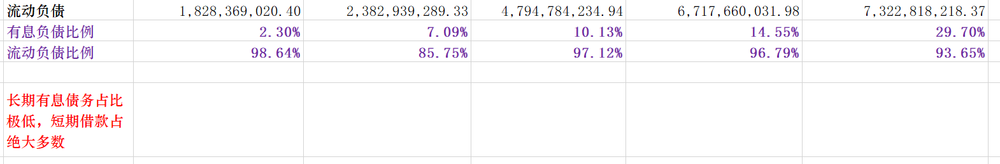 流动负债 1,828,369,020.40 2,382,939,289.33 4,794,784,234.94 6,717,660,031.98 7,322,818,218.37
有息负债比例 2.30% 7.09% 10.13% 14.55% 29.70%
流动负债比例 98.64% 85.75% 97.12% 96.79% 93.65%
长期有息债务占比
极低，短期借款占
绝大多数